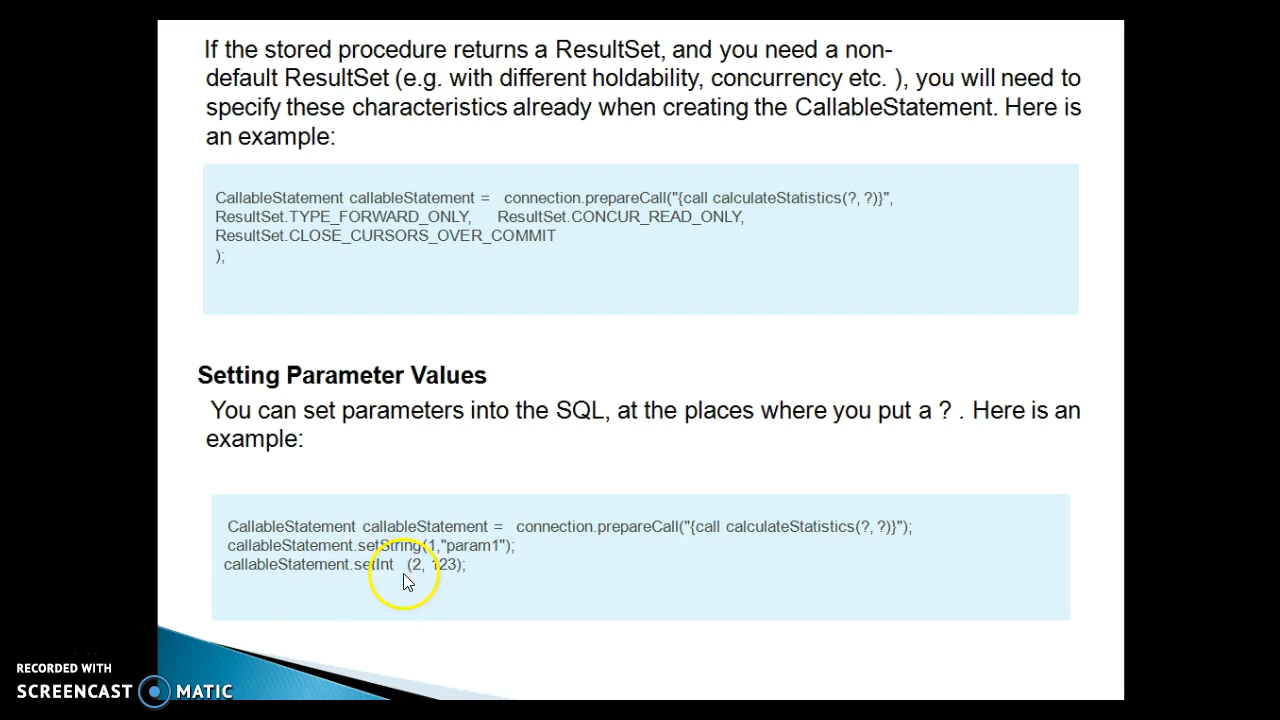 If the stored procedure returns a ResultSet, and you need a non-
default ResultSet (e.g. with different holdability, concurrency etc. ), you will need to
specify these characteristics already when creating the CallableStatement. Here is
an example:
CallableStatement callableStatement = connection.prepareCall("{call calculateStatistics(?, ?)}",
ResultSet.TYPE_FORWARD_ONLY, ResultSet.CONCUR_READ_ONLY,
ResultSet.CLOSE_CURSORS_OVER_COMMIT
);
Setting Parameter Values
You can set parameters into the SQL, at the places where you put a ? . Here is an
example:
CallableStatement callableStatement = connection.prepareCall("{call calculateStatistics(?, ?)}");
callableStatement.setString(1,"param1");
callableStatement.setInt (2, 123);
RECORDED WITH
SCREENCAST MATIC